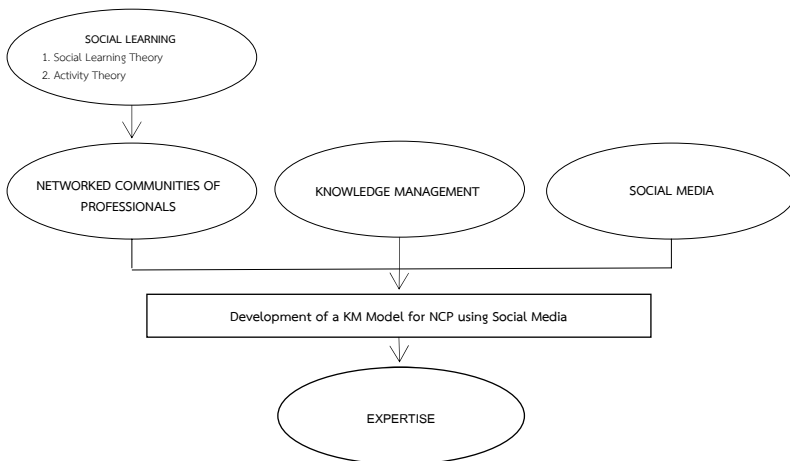 SOCIAL LEARNING
1. Social Learning Theory
2. Activity Theory
NETWORKED COMMUNITIES OF
PROFESSIONALS
KNOWLEDGE MANAGEMENT
SOCIAL MEDIA
Development of a KM Model for NCP using Social Media
EXPERTISE